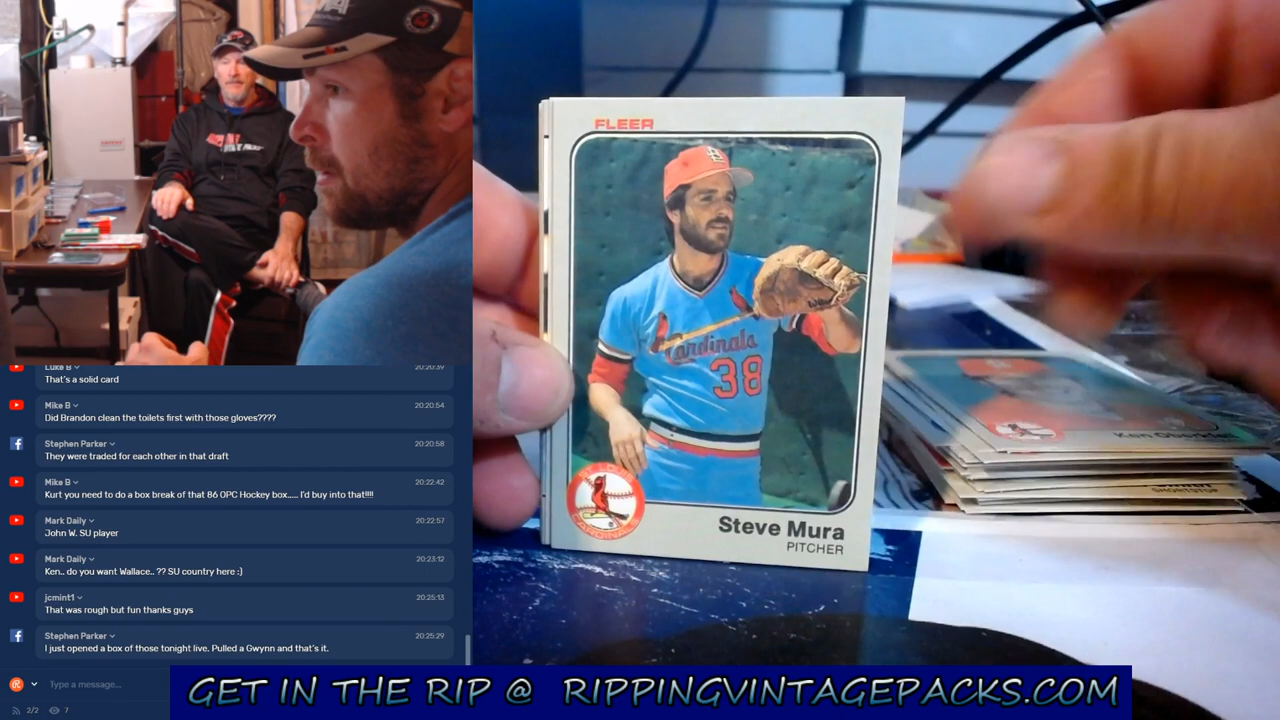 Luke B 20:20:39
That's a solid card
Mike B 20:20:54
Did Brandon clean the toilets first with those gloves????
Stephen Parker 20:20:58
They were traded for each other in that draft
Mike B 20:22:42
Kurt you need to do a box break of that 86 OPC Hockey box..... I'd buy into that!!!!
Mark Daily 20:22:57
John W. SU player
Mark Daily 20:23:12
Ken.. do you want Wallace.. ?? SU country here :)
jcmint1 20:25:13
That was rough but fun thanks guys
Stephen Parker 20:25:29
I just opened a box of those tonight live. Pulled a Gwynn and that's it.
Type a message...
2/2 7
FLEER
Cardinals
38
CARDINALS
Steve Mura
PITCHER
SHORTSTOP
GET IN THE RIP @ RIPPINGVINTAGEPACKS.COM